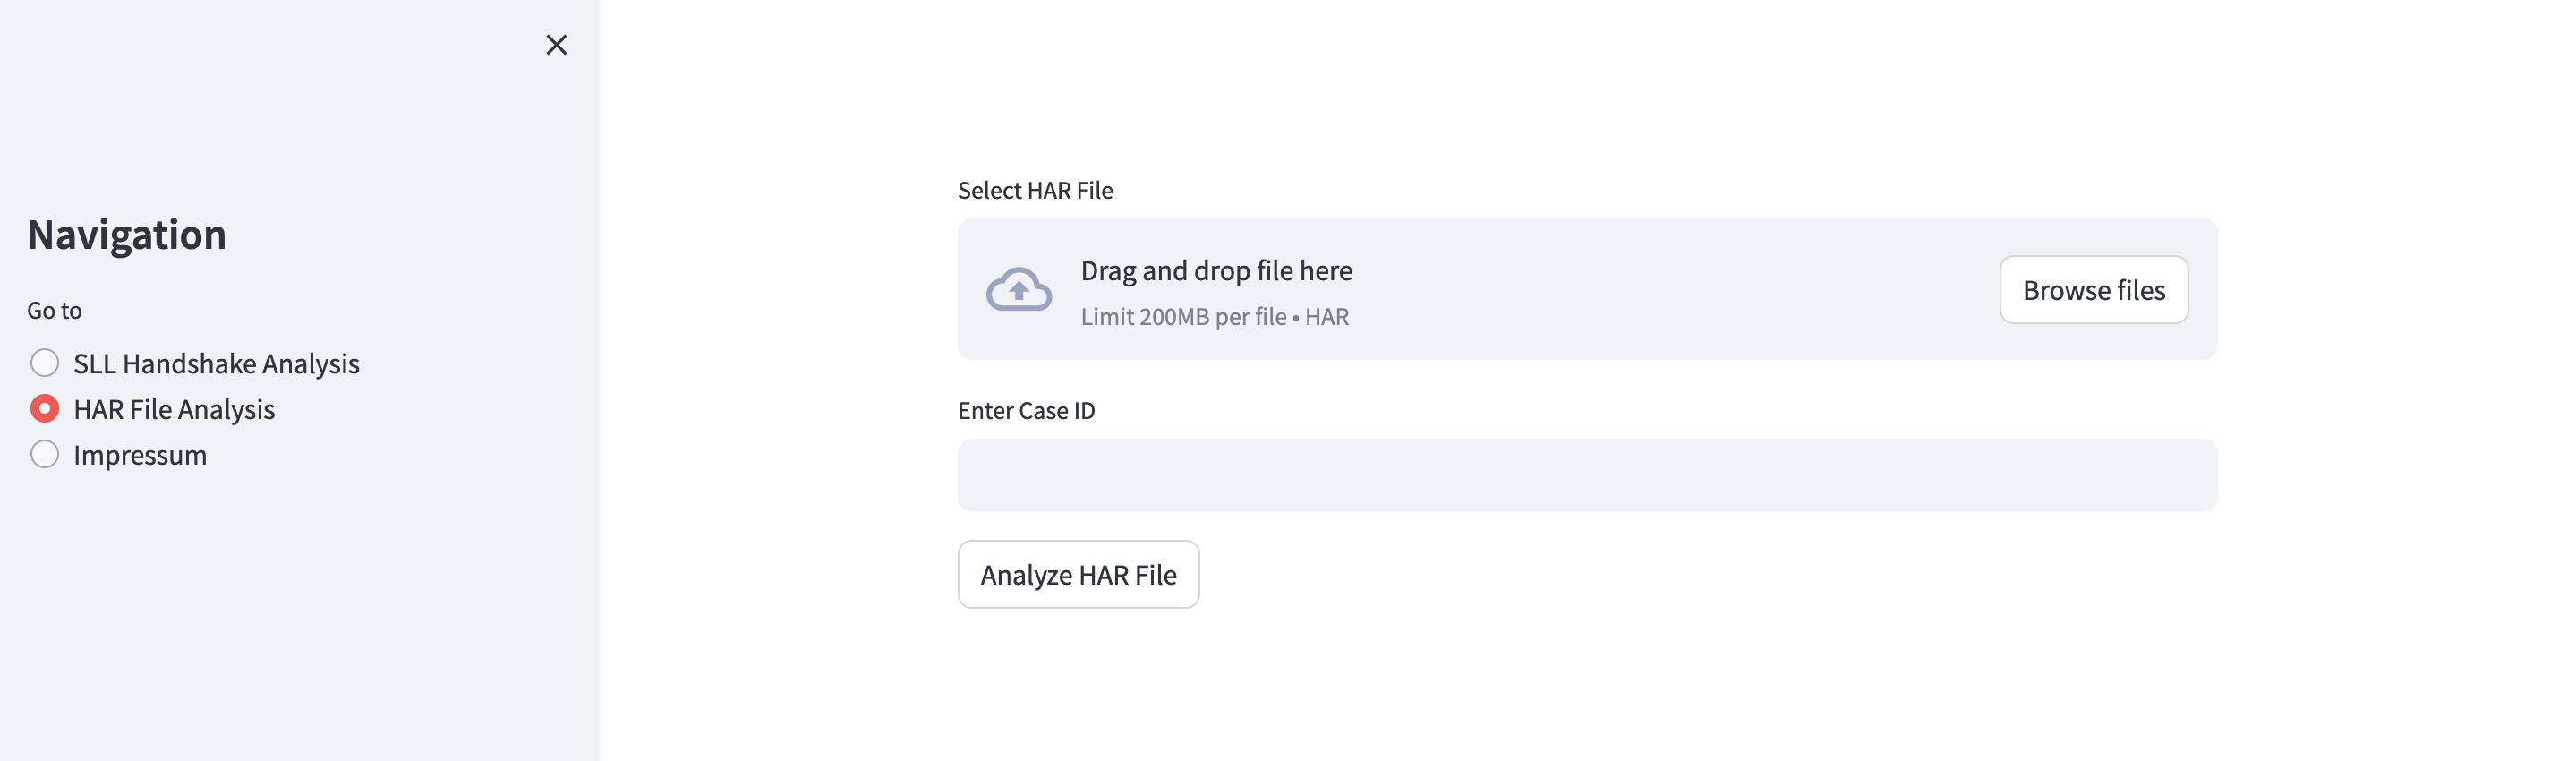 Navigation
Go to
SLL Handshake Analysis
HAR File Analysis
Impressum
Select HAR File
Drag and drop file here
Limit 200MB per file • HAR
Browse files
Enter Case ID
Analyze HAR File